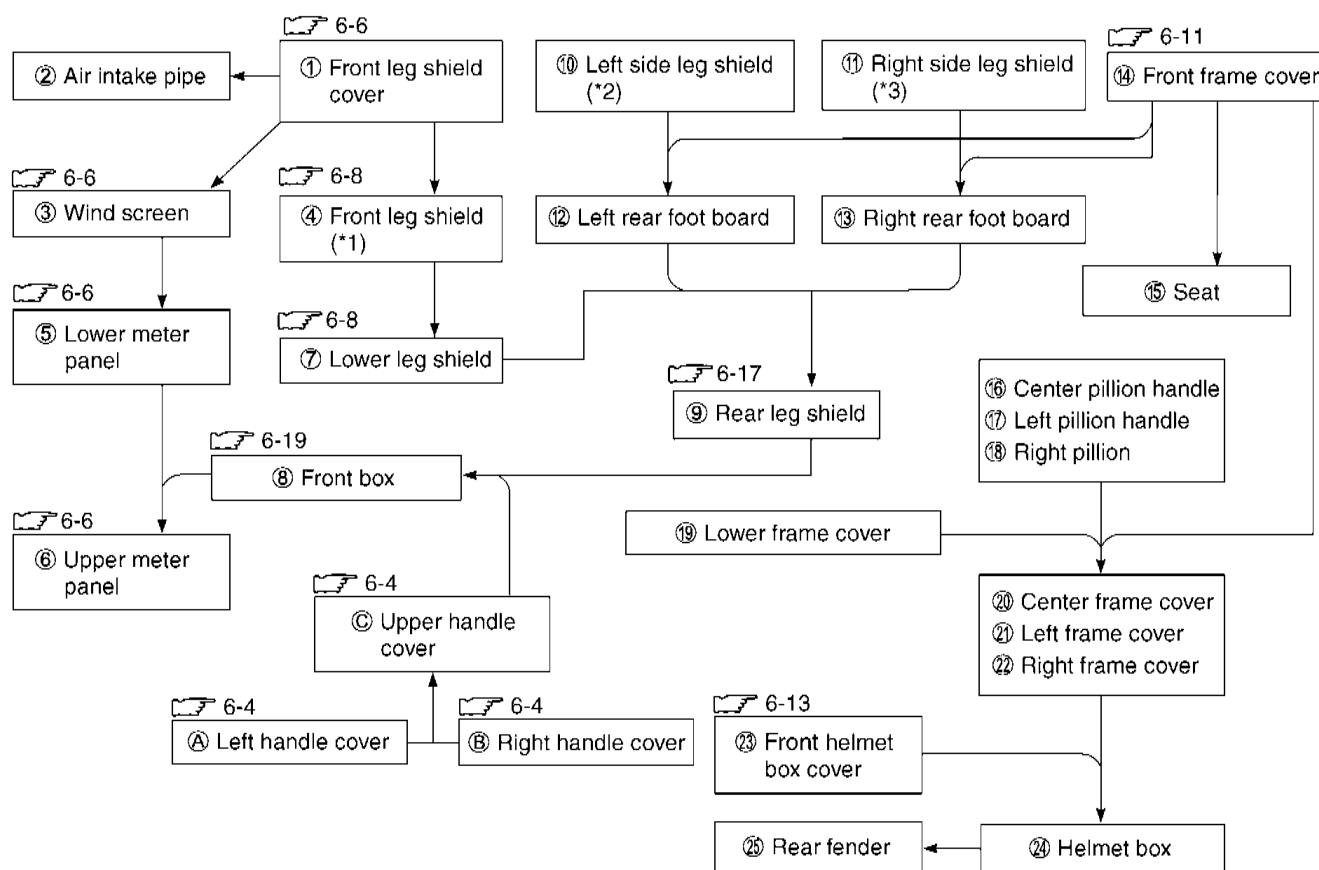 6-6
② Air intake pipe
① Front leg shield
cover
⑩ Left side leg shield
(*2)
⑪ Right side leg shield
(*3)
6-11
⑭ Front frame cover
6-6
③ Wind screen
6-8
④ Front leg shield
(*1)
⑫ Left rear foot board
⑬ Right rear foot board
6-6
⑤ Lower meter
panel
6-8
⑦ Lower leg shield
⑮ Seat
6-17
⑨ Rear leg shield
⑯ Center pillion handle
⑰ Left pillion handle
⑱ Right pillion
6-19
⑧ Front box
6-6
⑥ Upper meter
panel
⑲ Lower frame cover
6-4
Ⓒ Upper handle
cover
⑳ Center frame cover
㉑ Left frame cover
㉒ Right frame cover
6-4
Ⓐ Left handle cover
6-4
Ⓑ Right handle cover
6-13
㉓ Front helmet
box cover
㉕ Rear fender
㉔ Helmet box